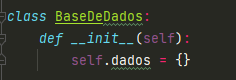 class BaseDeDados:
    def __init__(self):
        self.dados = {}